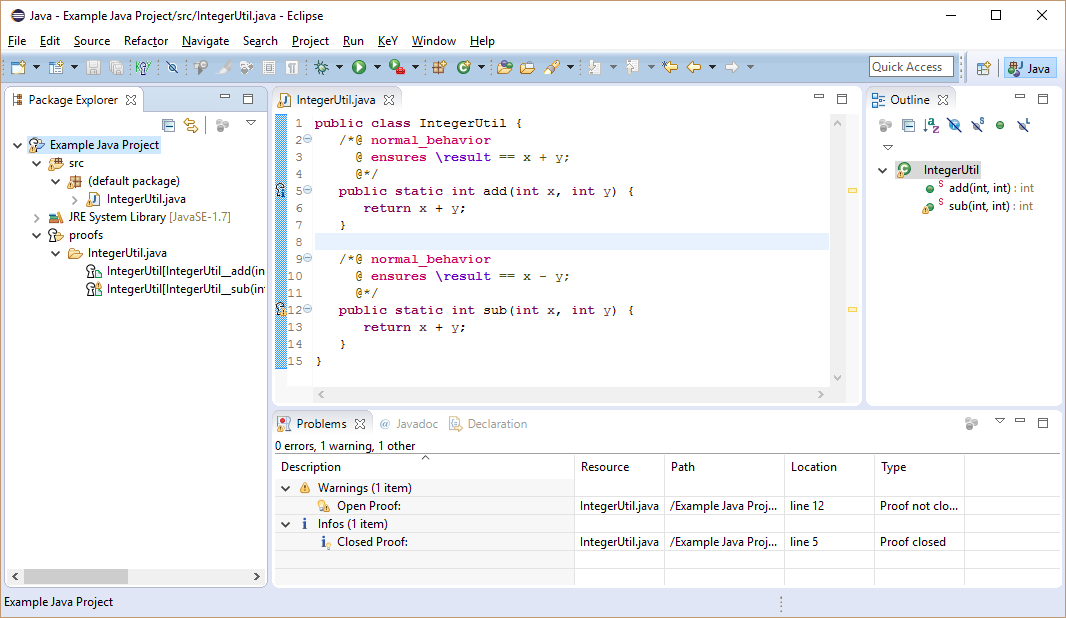 Java - Example Java Project/src/IntegerUtil.java - Eclipse
File Edit Source Refactor Navigate Search Project Run KeY Window Help
Quick Access Java
Package Explorer
Example Java Project
src
(default package)
IntegerUtil.java
JRE System Library [JavaSE-1.7]
proofs
IntegerUtil.java
IntegerUtil[IntegerUtil__add(in
IntegerUtil[IntegerUtil__sub(int
IntegerUtil.java
1 public class IntegerUtil {
2 /*@ normal_behavior
3 @ ensures \result == x + y;
4 @*/
5 public static int add(int x, int y) {
6 return x + y;
7 }
8
9 /*@ normal_behavior
10 @ ensures \result == x - y;
11 @*/
12 public static int sub(int x, int y) {
13 return x + y;
14 }
15 }
Outline
IntegerUtil
add(int, int) : int
sub(int, int) : int
Problems @ Javadoc Declaration
0 errors, 1 warning, 1 other
Description Resource Path Location Type
Warnings (1 item)
Open Proof: IntegerUtil.java /Example Java Proj... line 12 Proof not clo...
Infos (1 item)
Closed Proof: IntegerUtil.java /Example Java Proj... line 5 Proof closed
Example Java Project